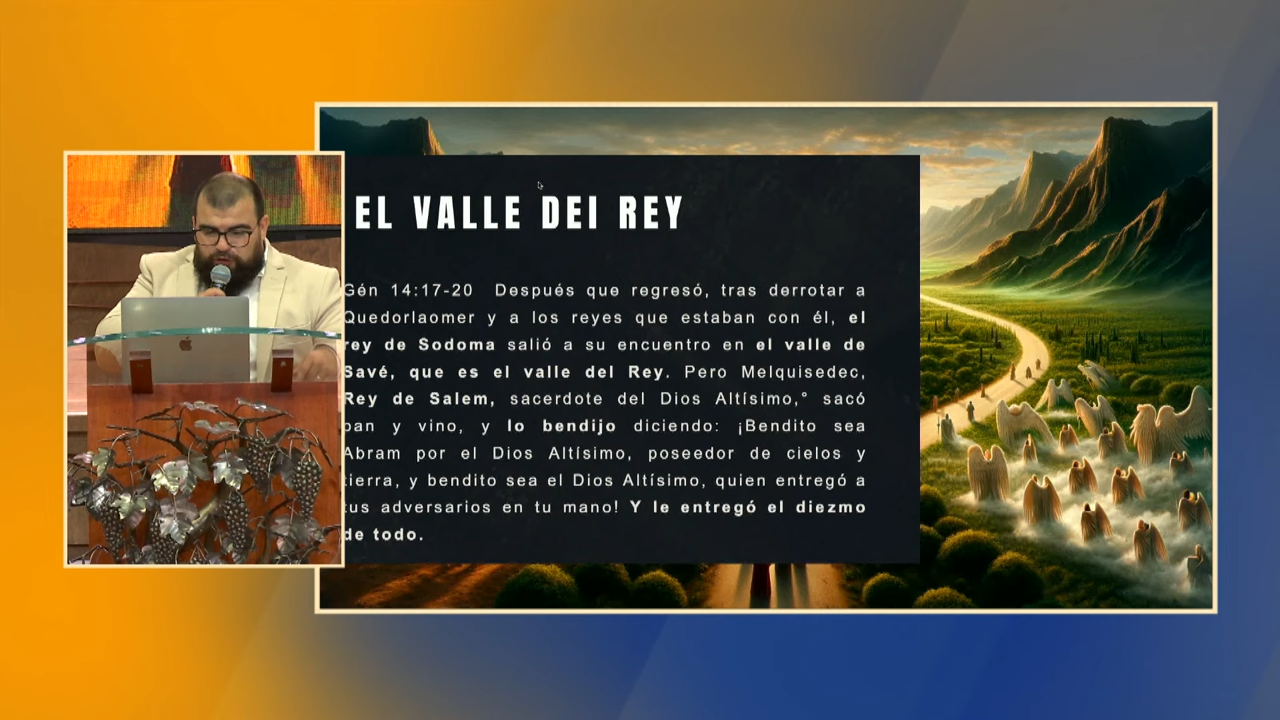 EL VALLE DEI REY
Gén 14:17-20 Después que regresó, tras derrotar a
Quedorlaomer y a los reyes que estaban con él, el
rey de Sodoma salió a su encuentro en el valle de
Savé, que es el valle del Rey. Pero Melquisedec,
Rey de Salem, sacerdote del Dios Altísimo,° sacó
pan y vino, y lo bendijo diciendo: ¡Bendito sea
Abram por el Dios Altísimo, poseedor de cielos y
tierra, y bendito sea el Dios Altísimo, quien entregó a
tus adversarios en tu mano! Y le entregó el diezmo
de todo.